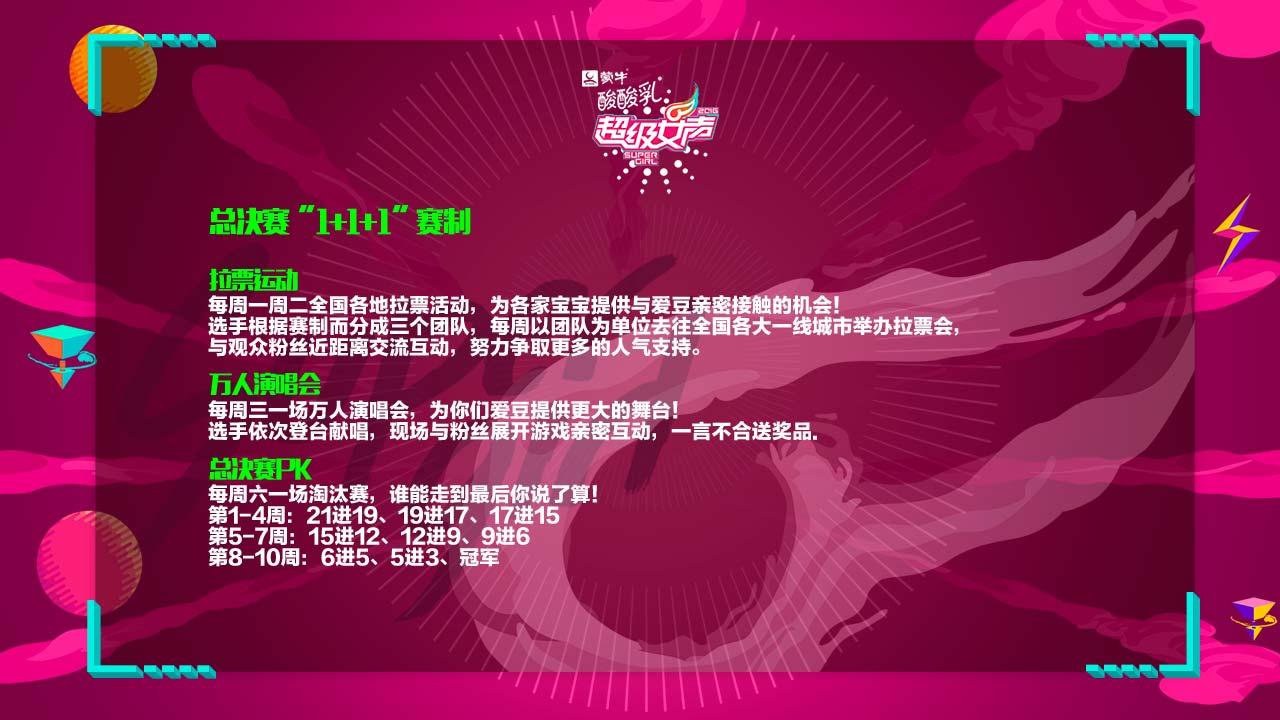 蒙牛
酸酸乳
2016
超级女声
SUPER
GIRL
总决赛“1+1+1”赛制
拉票运动
每周一周二全国各地拉票活动，为各家宝宝提供与爱豆亲密接触的机会！
选手根据赛制而分成三个团队，每周以团队为单位去往全国各大一线城市举办拉票会，
与观众粉丝近距离交流互动，努力争取更多的人气支持。
万人演唱会
每周三一场万人演唱会，为你们爱豆提供更大的舞台！
选手依次登台献唱，现场与粉丝展开游戏亲密互动，一言不合送奖品.
总决赛PK
每周六一场淘汰赛，谁能走到最后你说了算！
第1-4周：21进19、19进17、17进15
第5-7周：15进12、12进9、9进6
第8-10周：6进5、5进3、冠军